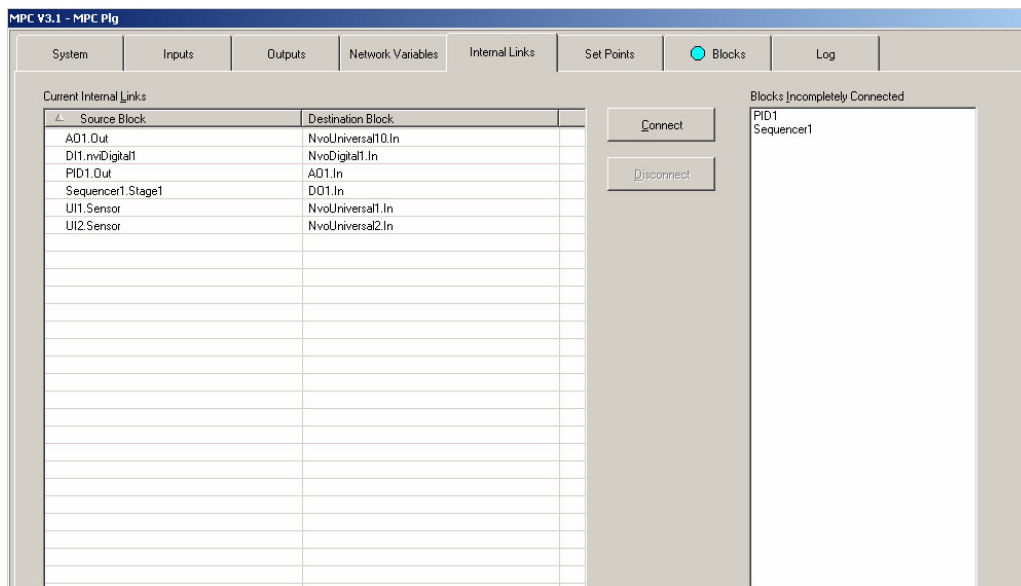 MPC V3.1 - MPC Plg
System Inputs Outputs Network Variables Internal Links Set Points Blocks Log
Current Internal Links
Source Block Destination Block
AO1.Out NvoUniversal10.In
DI1.nviDigital1 NvoDigital1.In
PID1.Out AO1.In
Sequencer1.Stage1 DO1.In
UI1.Sensor NvoUniversal1.In
UI2.Sensor NvoUniversal2.In
Connect
Disconnect
Blocks Incompletely Connected
PID1
Sequencer1